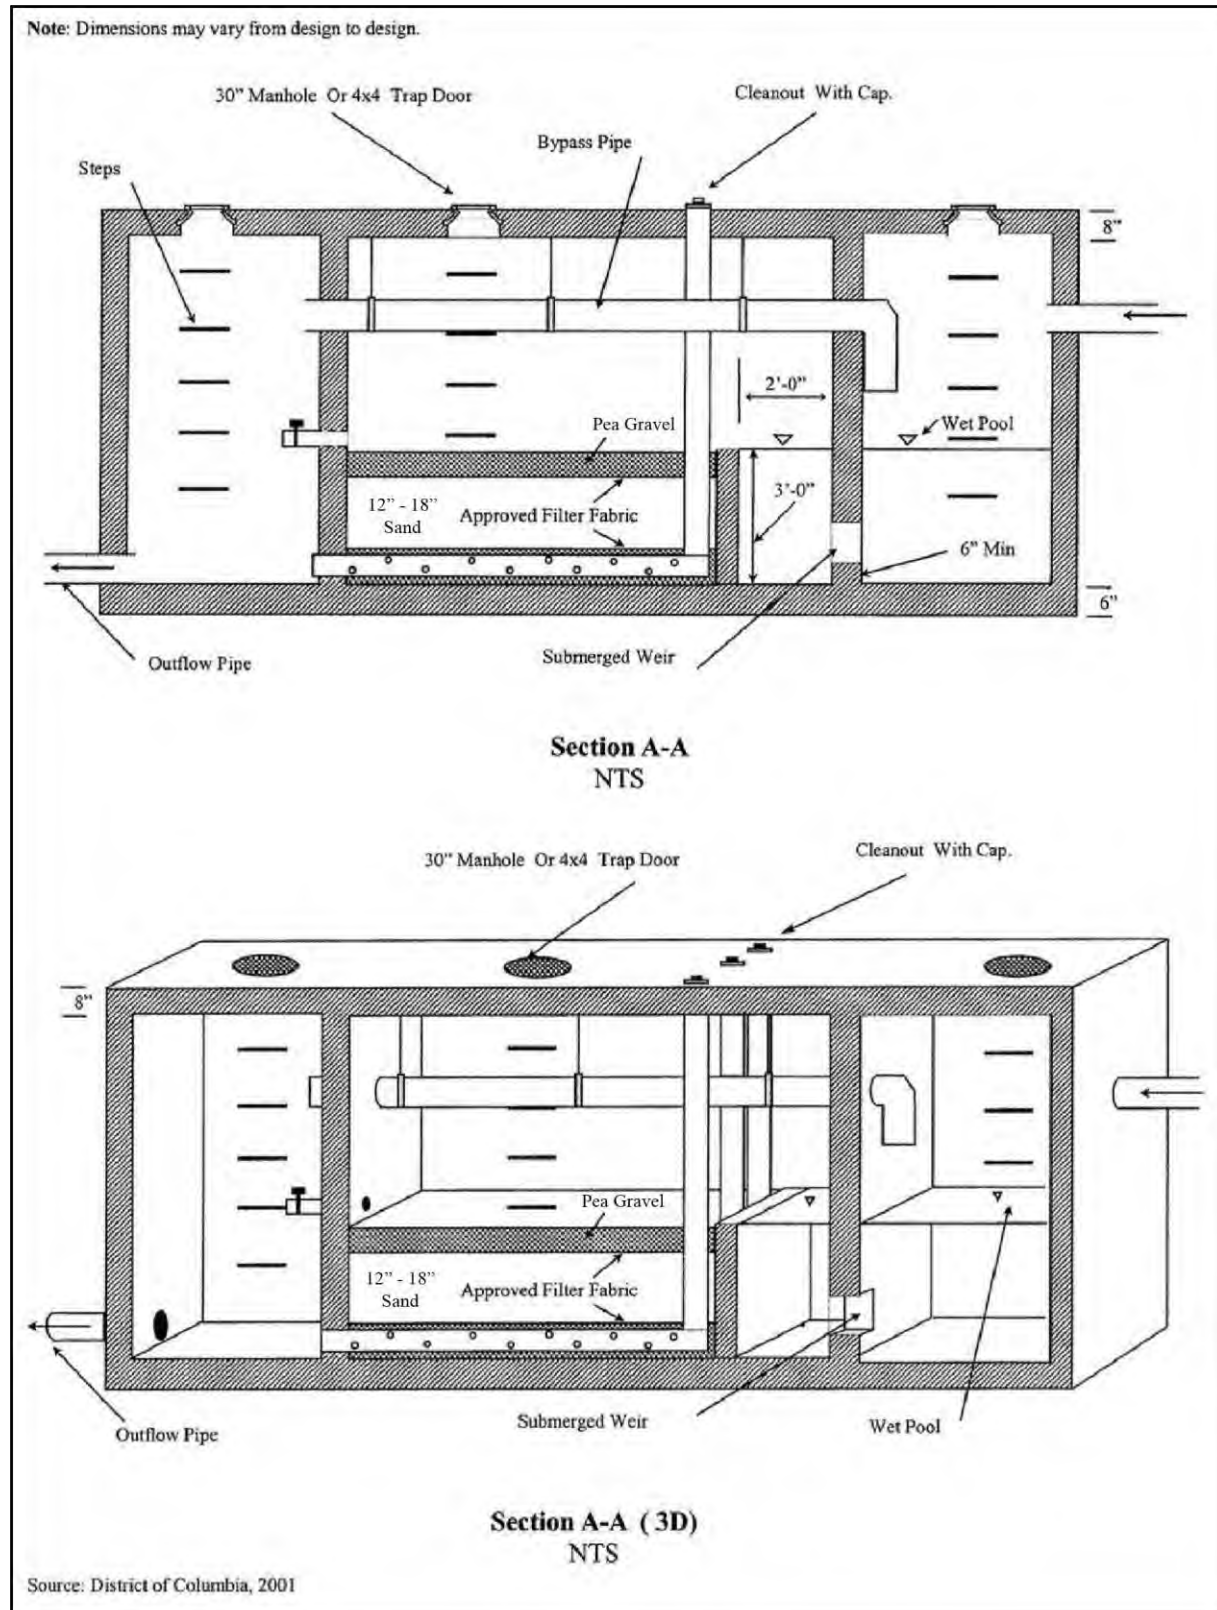 Note: Dimensions may vary from design to design.
30" Manhole Or 4x4 Trap Door
Cleanout With Cap.
Bypass Pipe
Steps
8"
2'-0"
Pea Gravel
Wet Pool
3'-0"
12" - 18"
Sand
Approved Filter Fabric
6" Min
6"
Submerged Weir
Outflow Pipe
Section A-A
NTS
30" Manhole Or 4x4 Trap Door
Cleanout With Cap.
8"
Pea Gravel
12" - 18"
Sand
Approved Filter Fabric
Submerged Weir
Wet Pool
Outflow Pipe
Section A-A ( 3D)
NTS
Source: District of Columbia, 2001